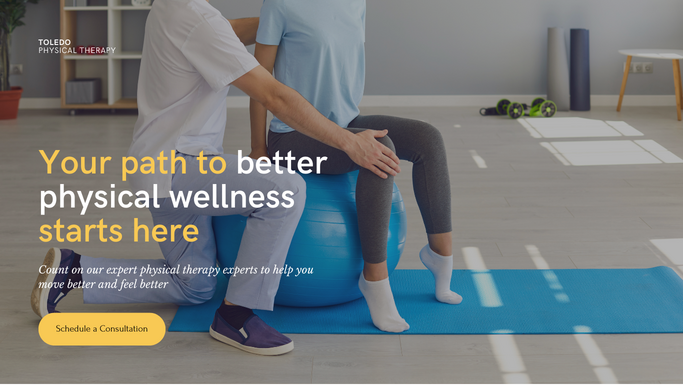 TOLEDO
PHYSICAL THERAPY
Your path to better
physical wellness
starts here
Count on our expert physical therapy experts to help you
move better and feel better
Schedule a Consultation